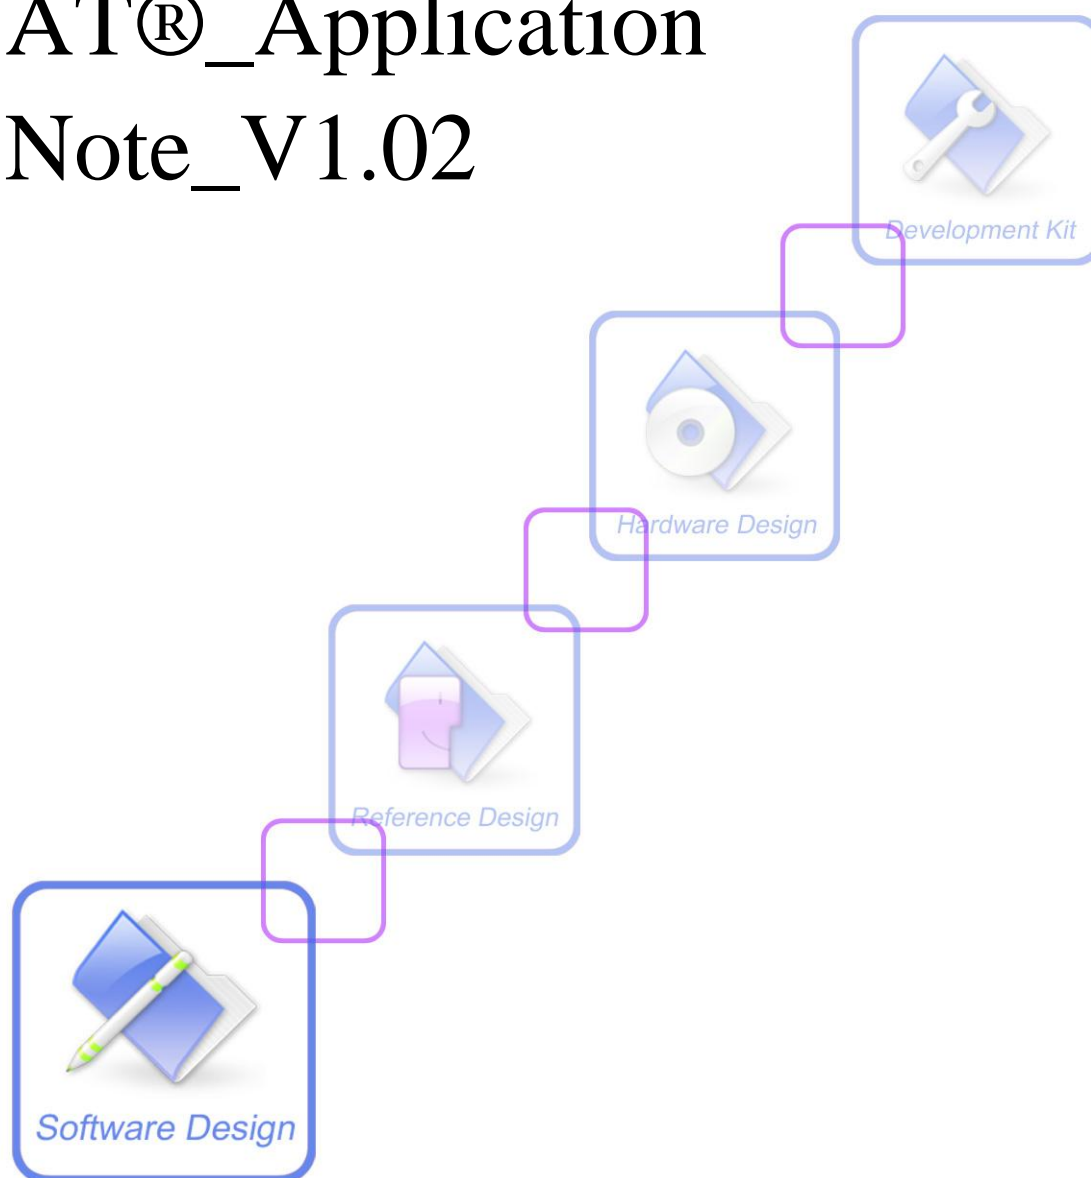 AT®_Application
Note_V1.02
Development Kit
Hardware Design
Reference Design
Software Design